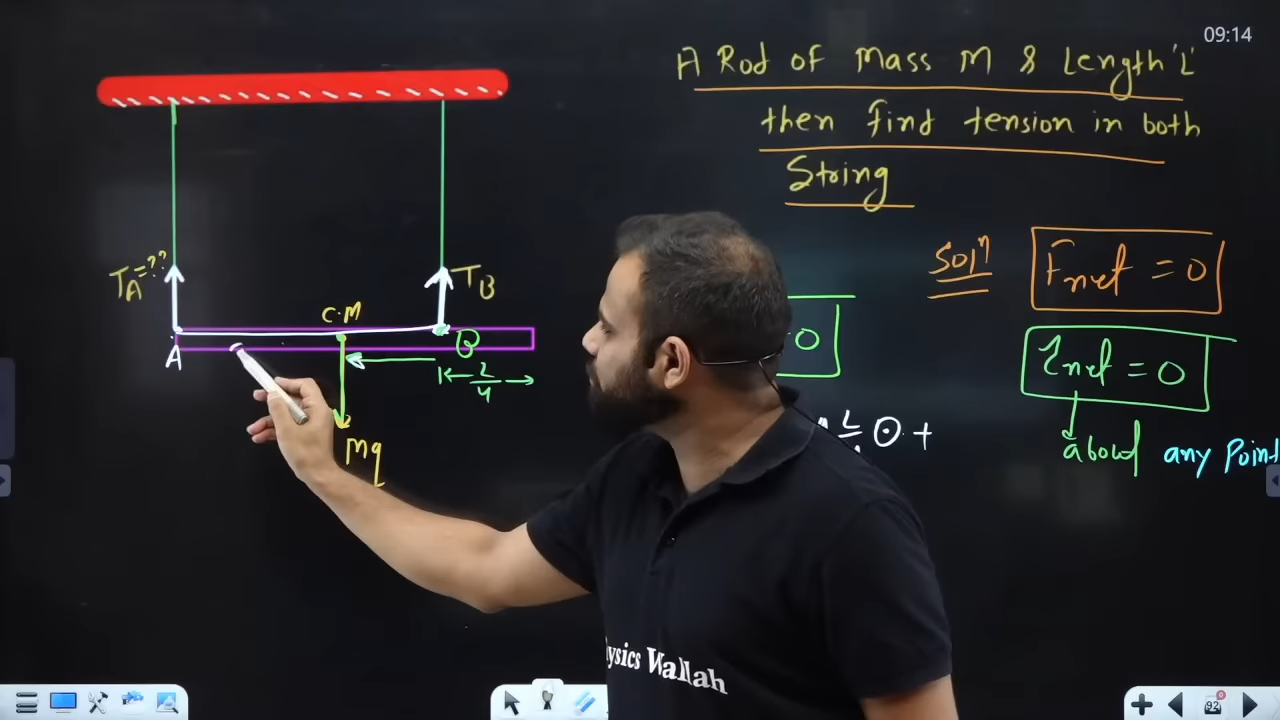 09:14
A Rod of Mass M & Length 'L'
then find tension in both
String
Solⁿ
Fnet = 0
τnet = 0
about any Point
= 0
L ⊙ +
TA = ??
TB
C.M
A
B
L/4
Mg
Physics Wallah
92